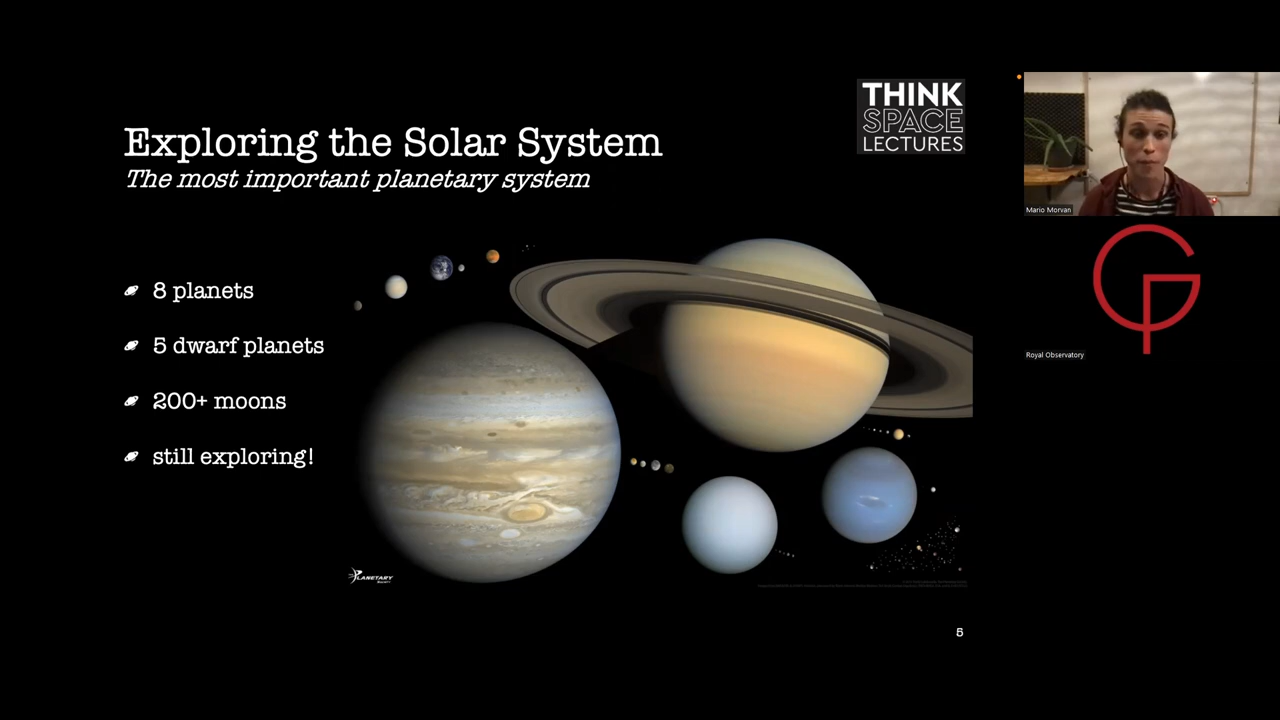 THINK
SPACE
LECTURES
Exploring the Solar System
The most important planetary system
8 planets
5 dwarf planets
200+ moons
still exploring!
PLANETARY
5
Mario Morvan
Royal Observatory